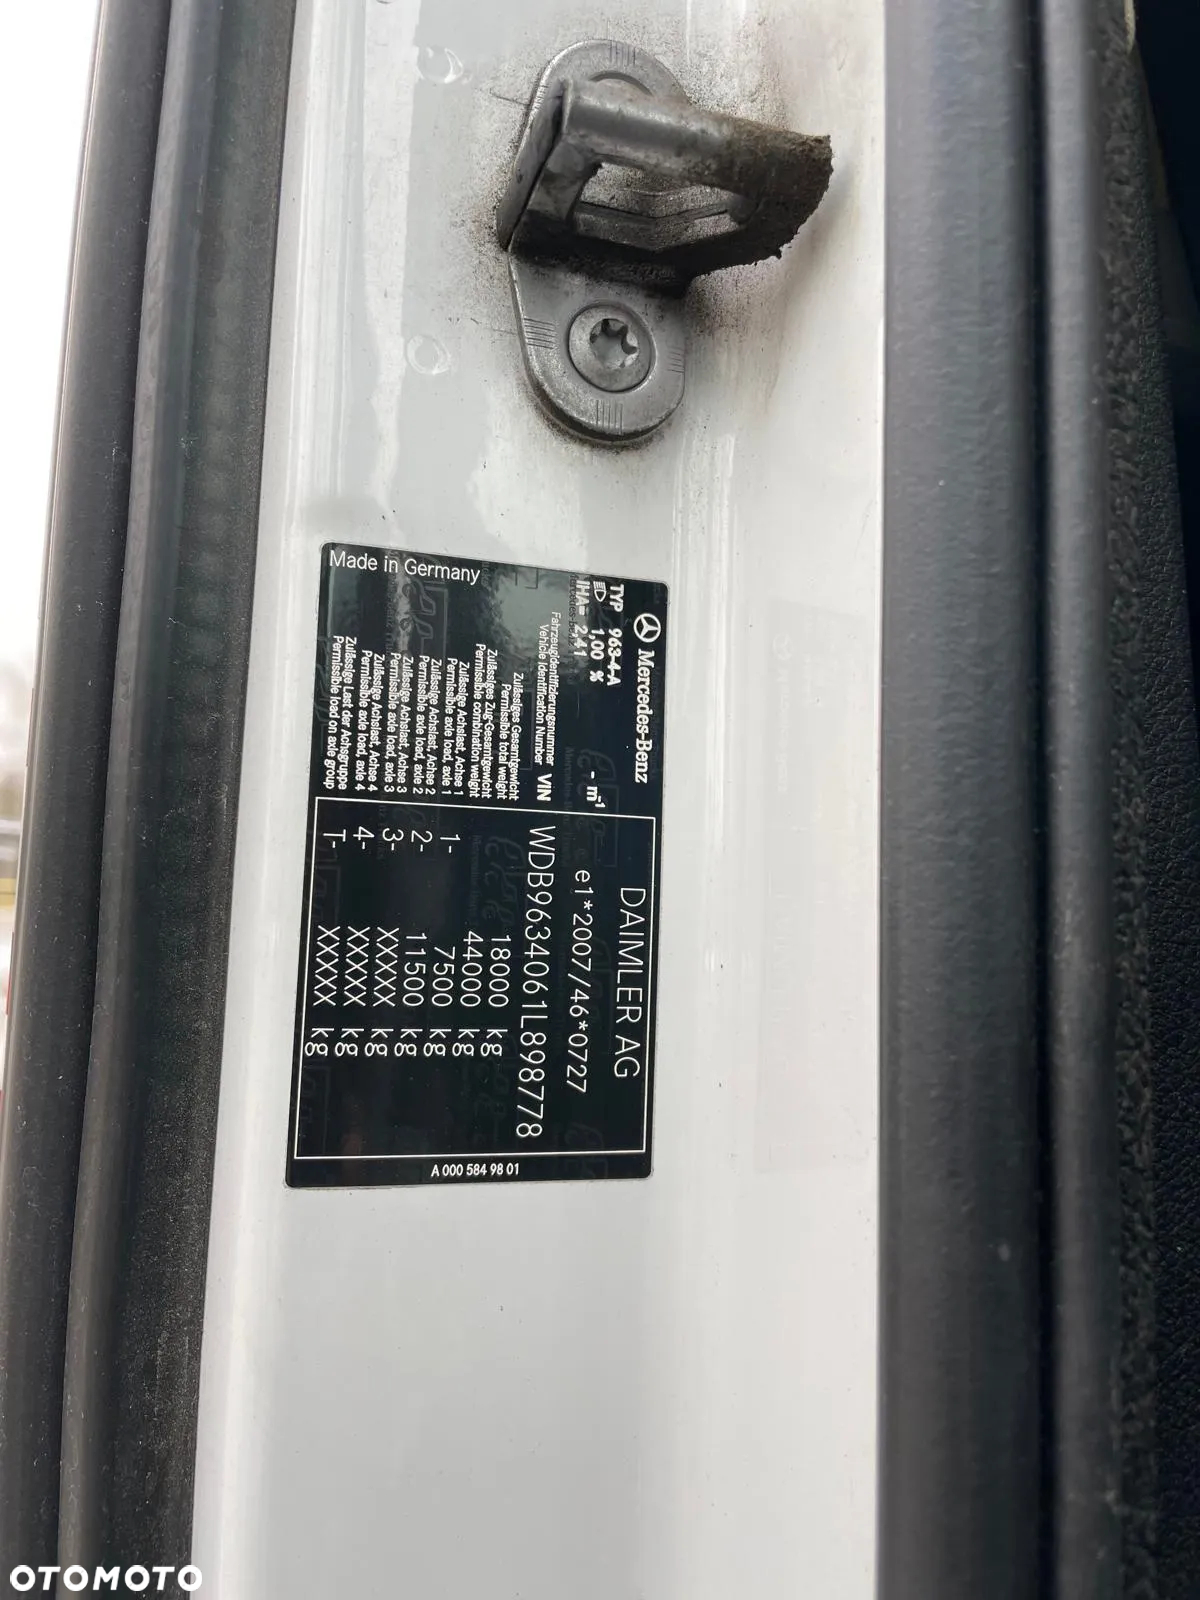 Mercedes-Benz
TYP 963-4-A
1,00 % - m⁻¹
IHA= 2,41
DAIMLER AG
e1*2007/46*0727
Fahrzeugidentifizierungsnummer
Vehicle Identification Number VIN WDB9634061L898778
Zulässiges Gesamtgewicht
Permissible total weight 18000 kg
Zulässiges Zug-Gesamtgewicht
Permissible combination weight 44000 kg
Zulässige Achslast, Achse 1
Permissible axle load, axle 1 1- 7500 kg
Zulässige Achslast, Achse 2
Permissible axle load, axle 2 2- 11500 kg
Zulässige Achslast, Achse 3
Permissible axle load, axle 3 3- XXXXX kg
Zulässige Achslast, Achse 4
Permissible axle load, axle 4 4- XXXXX kg
Zulässige Last der Achsgruppe
Permissible load on axle group T- XXXXX kg
Made in Germany
A 000 584 98 01
OTOMOTO